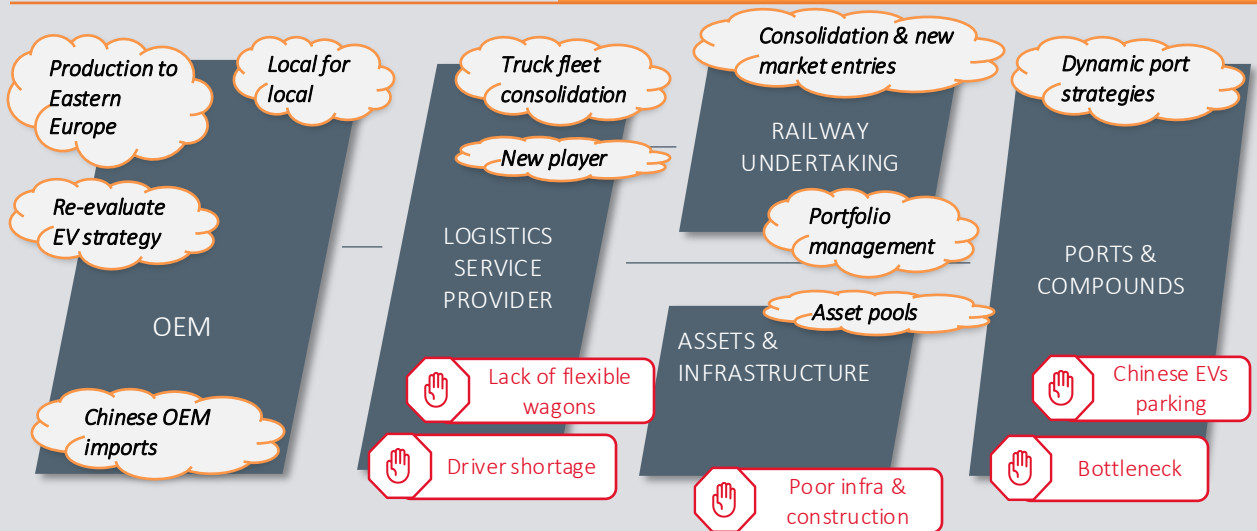 Production to
Eastern
Europe
Local for
local
Re-evaluate
EV strategy
OEM
Chinese OEM
imports
Truck fleet
consolidation
New player
LOGISTICS
SERVICE
PROVIDER
Lack of flexible
wagons
Driver shortage
Consolidation & new
market entries
RAILWAY
UNDERTAKING
Portfolio
management
Asset pools
ASSETS &
INFRASTRUCTURE
Poor infra &
construction
Dynamic port
strategies
PORTS &
COMPOUNDS
Chinese EVs
parking
Bottleneck